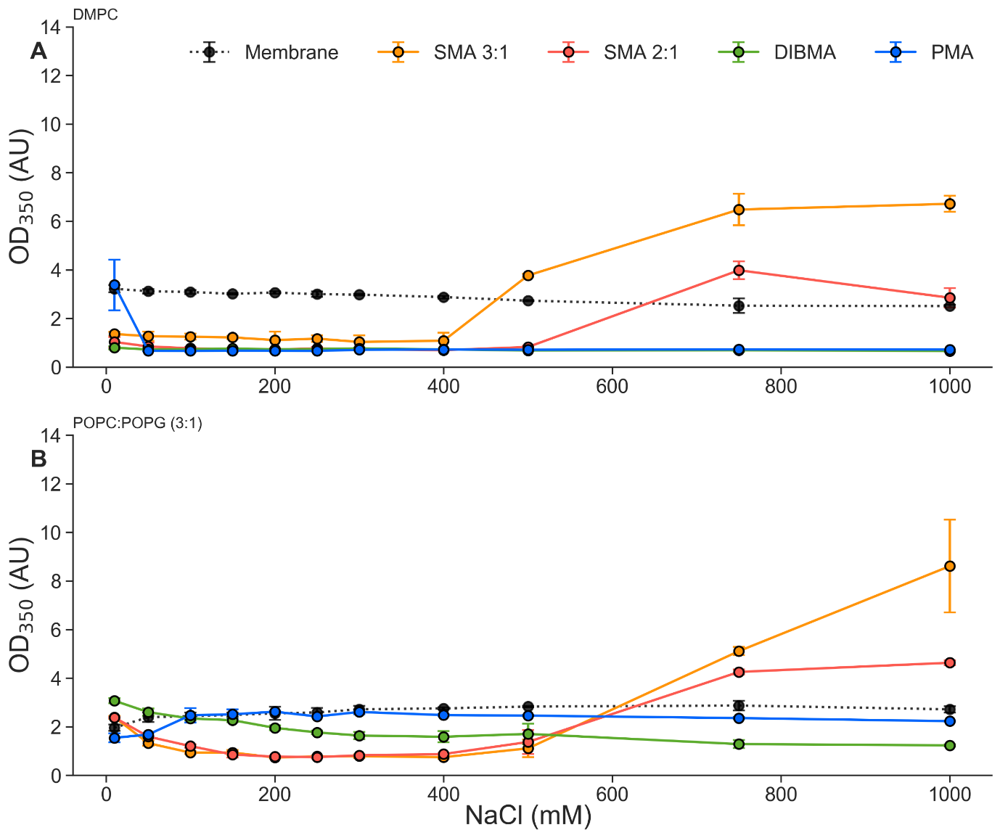 DMPC
A
Membrane SMA 3:1 SMA 2:1 DIBMA PMA
14
12
10
8
6
4
2
0
OD350 (AU)
0 200 400 600 800 1000
POPC:POPG (3:1)
B
14
12
10
8
6
4
2
0
OD350 (AU)
0 200 400 600 800 1000
NaCl (mM)